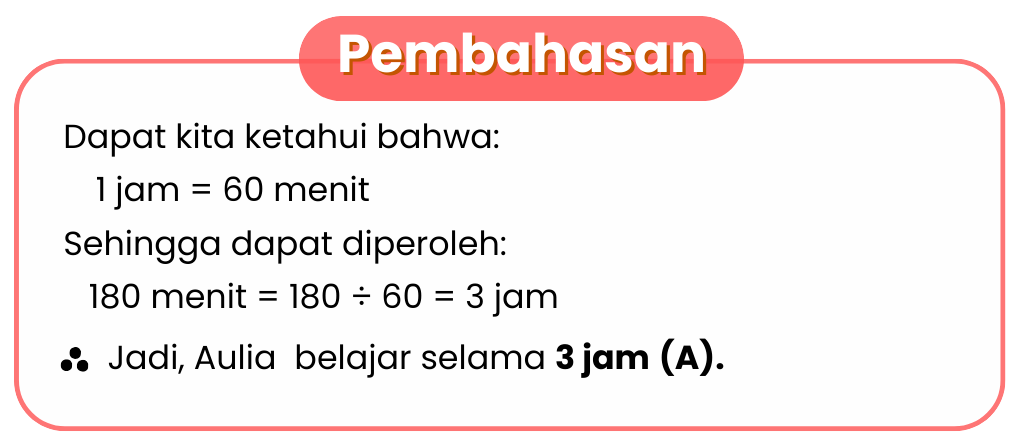 Pembahasan
Dapat kita ketahui bahwa:
1 jam = 60 menit
Sehingga dapat diperoleh:
180 menit = 180 ÷ 60 = 3 jam
∴ Jadi, Aulia belajar selama 3 jam (A).